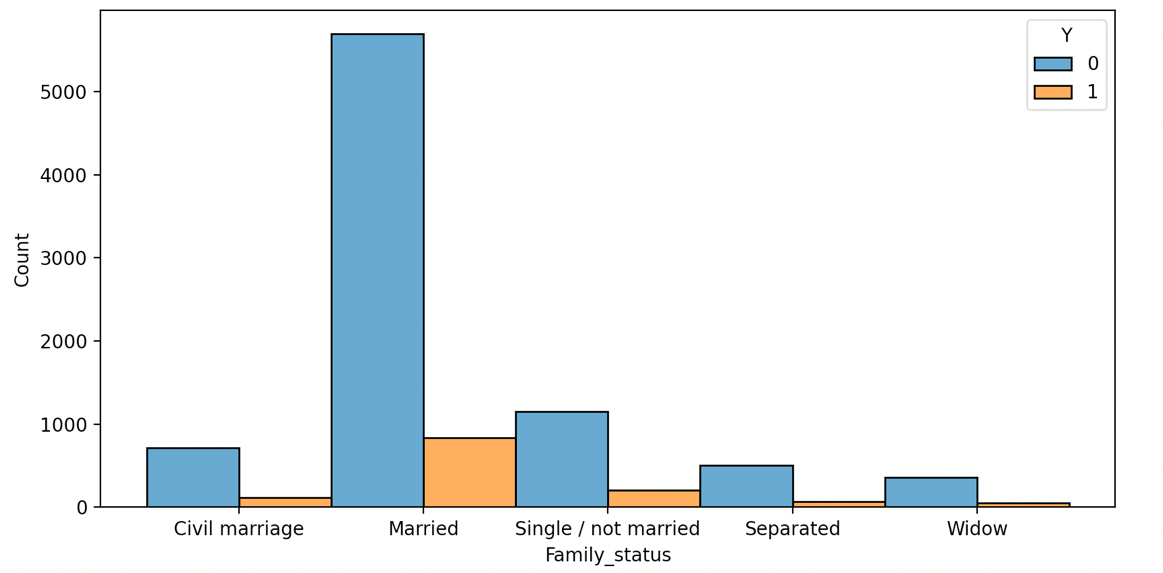 Y
0
1
5000
4000
3000
2000
1000
0
Count
Civil marriage
Married
Single / not married
Separated
Widow
Family_status